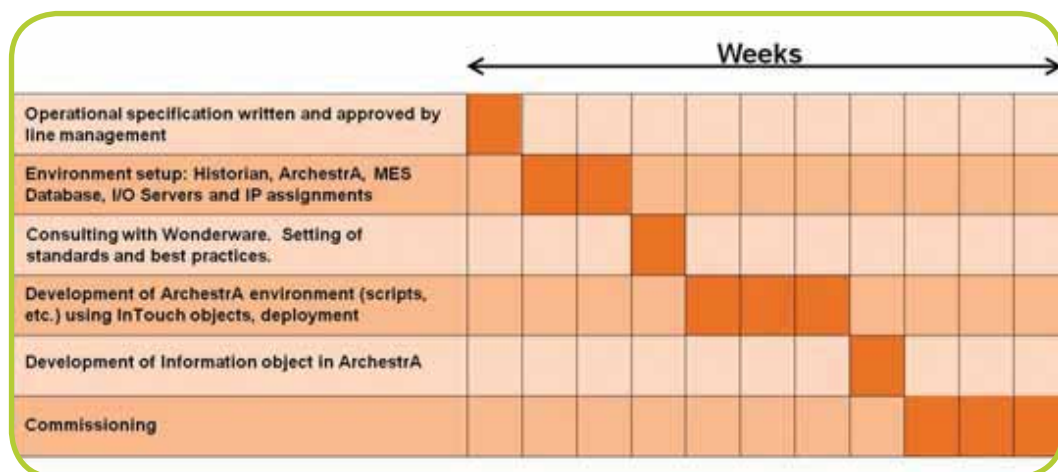 Weeks
Operational specification written and approved by
line management
Environment setup: Historian, ArchestrA, MES
Database, I/O Servers and IP assignments
Consulting with Wonderware. Setting of
standards and best practices.
Development of ArchestrA environment (scripts,
etc.) using InTouch objects, deployment
Development of Information object in ArchestrA
Commissioning